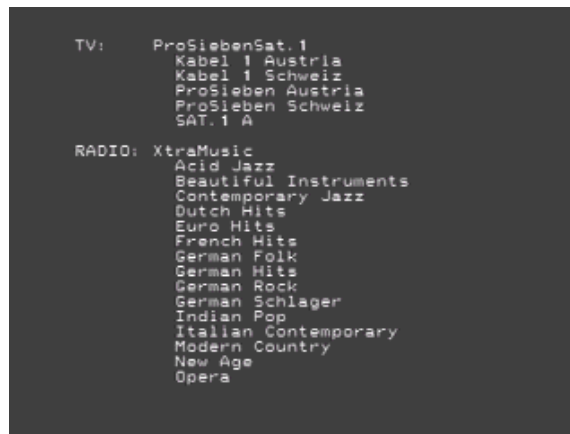 TV: ProSiebenSat.1
Kabel 1 Austria
Kabel 1 Schweiz
ProSieben Austria
ProSieben Schweiz
SAT.1 A
RADIO: XtraMusic
Acid Jazz
Beautiful Instruments
Contemporary Jazz
Dutch Hits
Euro Hits
French Hits
German Folk
German Hits
German Rock
German Schlager
Indian Pop
Italian Contemporary
Modern Country
New Age
Opera